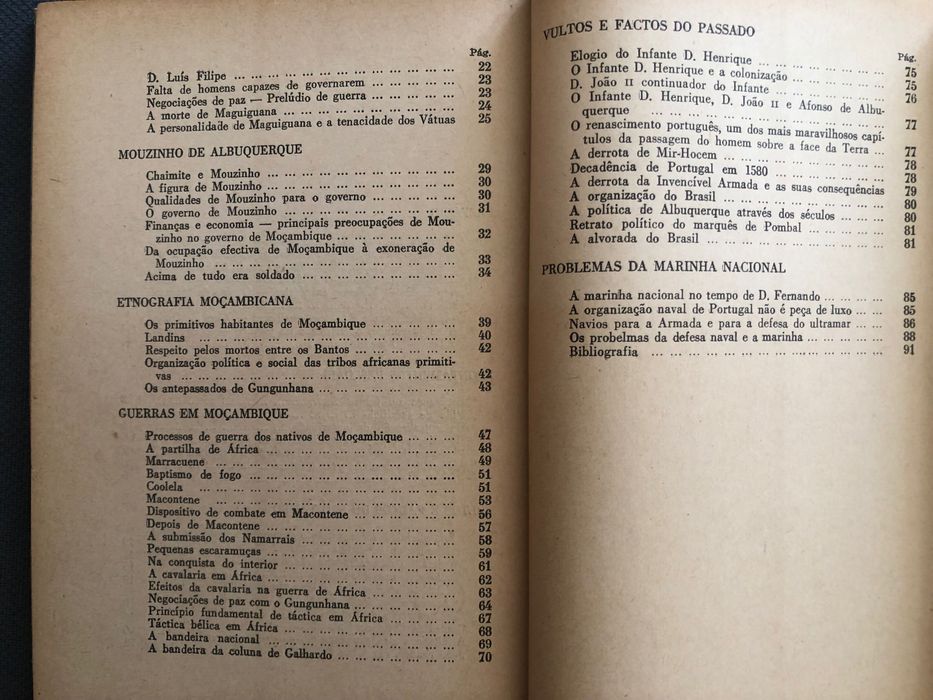 Pág.
D. Luís Filipe ... ... ... ... ... ... ... ... ... ... ... ... 22
Falta de homens capazes de governarem ... ... ... ... ... 23
Negociações de paz — Prelúdio de guerra ... ... ... ... ... 23
A morte de Maguiguana ... ... ... ... ... ... ... ... ... 24
A personalidade de Maguiguana e a tenacidade dos Vátuas 25
MOUZINHO DE ALBUQUERQUE
Chaimite e Mouzinho ... ... ... ... ... ... ... ... ... ... 29
A figura de Mouzinho ... ... ... ... ... ... ... ... ... ... 30
Qualidades de Mouzinho para o governo ... ... ... ... ... 30
O governo de Mouzinho ... ... ... ... ... ... ... ... ... 31
Finanças e economia — principais preocupações de Mou-
zinho no governo de Moçambique ... ... ... ... ... ... 32
Da ocupação efectiva de Moçambique à exoneração de
Mouzinho ... ... ... ... ... ... ... ... ... ... ... ... 33
Acima de tudo era soldado ... ... ... ... ... ... ... ... 34
ETNOGRAFIA MOÇAMBICANA
Os primitivos habitantes de Moçambique ... ... ... ... ... 39
Landins ... ... ... ... ... ... ... ... ... ... ... ... ... 40
Respeito pelos mortos entre os Bantos ... ... ... ... ... ... 42
Organização política e social das tribos africanas primiti-
vas ... ... ... ... ... ... ... ... ... ... ... ... ... ... 42
Os antepassados de Gungunhana ... ... ... ... ... ... ... 43
GUERRAS EM MOÇAMBIQUE
Processos de guerra dos nativos de Moçambique ... ... ... 47
A partilha de África ... ... ... ... ... ... ... ... ... ... 48
Marracuene ... ... ... ... ... ... ... ... ... ... ... ... 49
Baptismo de fogo ... ... ... ... ... ... ... ... ... ... ... 51
Coolela ... ... ... ... ... ... ... ... ... ... ... ... ... 51
Macontene ... ... ... ... ... ... ... ... ... ... ... ... 53
Dispositivo de combate em Macontene ... ... ... ... ... ... 56
Depois de Macontene ... ... ... ... ... ... ... ... ... ... 57
A submissão dos Namarrais ... ... ... ... ... ... ... ... 58
Pequenas escaramuças ... ... ... ... ... ... ... ... ... ... 59
Na conquista do interior ... ... ... ... ... ... ... ... ... 61
A cavalaria em África ... ... ... ... ... ... ... ... ... ... 62
Efeitos da cavalaria na guerra de África ... ... ... ... ... 63
Negociações de paz com o Gungunhana ... ... ... ... ... ... 64
Princípio fundamental de táctica em África ... ... ... ... 67
Táctica bélica em África ... ... ... ... ... ... ... ... ... 68
A bandeira nacional ... ... ... ... ... ... ... ... ... ... 69
A bandeira da coluna de Galhardo ... ... ... ... ... ... ... 70
VULTOS E FACTOS DO PASSADO
Pág.
Elogio do Infante D. Henrique ... ... ... ... ... ... ... 75
O Infante D. Henrique e a colonização ... ... ... ... ... 75
D. João II continuador do Infante ... ... ... ... ... ... 76
O Infante D. Henrique, D. João II e Afonso de Albu-
querque ... ... ... ... ... ... ... ... ... ... ... ... 77
O renascimento português, um dos mais maravilhosos capí-
tulos da passagem do homem sobre a face da Terra ... 77
A derrota de Mir-Hocem ... ... ... ... ... ... ... ... ... 78
Decadência de Portugal em 1580 ... ... ... ... ... ... ... 78
A derrota da Invencível Armada e as suas consequências 79
A organização do Brasil ... ... ... ... ... ... ... ... ... 80
A política de Albuquerque através dos séculos ... ... ... 80
Retrato político do marquês de Pombal ... ... ... ... ... 81
A alvorada do Brasil ... ... ... ... ... ... ... ... ... ... 81
PROBLEMAS DA MARINHA NACIONAL
A marinha nacional no tempo de D. Fernando ... ... ... 85
A organização naval de Portugal não é peça de luxo ... ... 85
Navios para a Armada e para a defesa do ultramar ... ... 86
Os probelmas da defesa naval e a marinha ... ... ... ... 88
Bibliografia ... ... ... ... ... ... ... ... ... ... ... ... 91